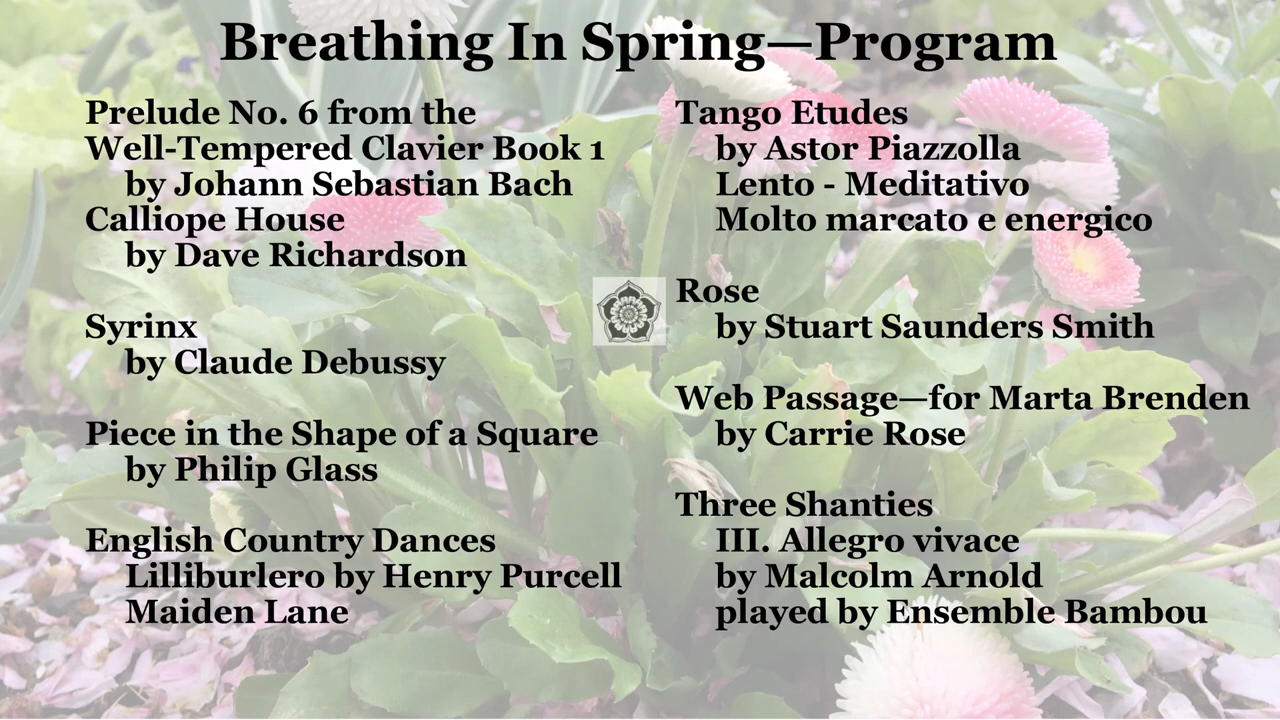 Breathing In Spring—Program
Prelude No. 6 from the
Well-Tempered Clavier Book 1
by Johann Sebastian Bach
Calliope House
by Dave Richardson
Syrinx
by Claude Debussy
Piece in the Shape of a Square
by Philip Glass
English Country Dances
Lilliburlero by Henry Purcell
Maiden Lane
Tango Etudes
by Astor Piazzolla
Lento - Meditativo
Molto marcato e energico
Rose
by Stuart Saunders Smith
Web Passage—for Marta Brenden
by Carrie Rose
Three Shanties
III. Allegro vivace
by Malcolm Arnold
played by Ensemble Bambou